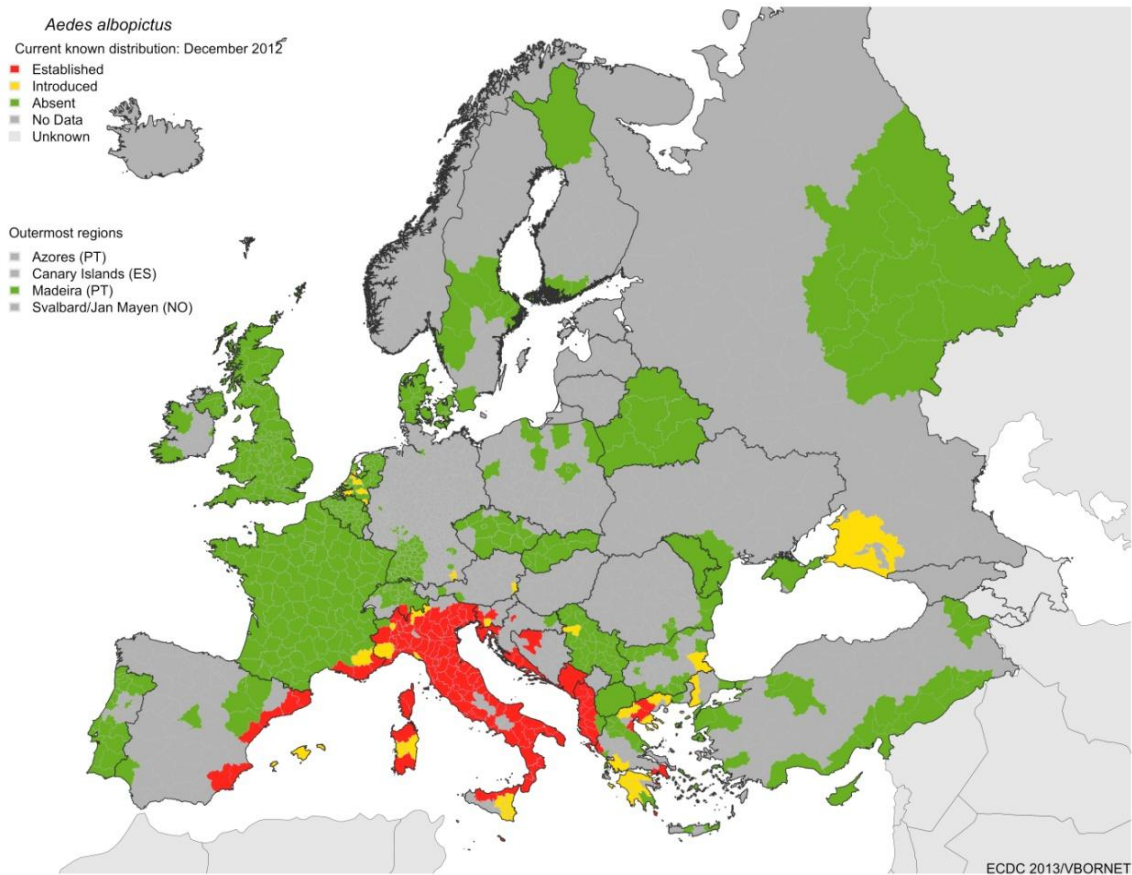 Aedes albopictus
Current known distribution: December 2012
Established
Introduced
Absent
No Data
Unknown
Outermost regions
Azores (PT)
Canary Islands (ES)
Madeira (PT)
Svalbard/Jan Mayen (NO)
ECDC 2013/VBORNET